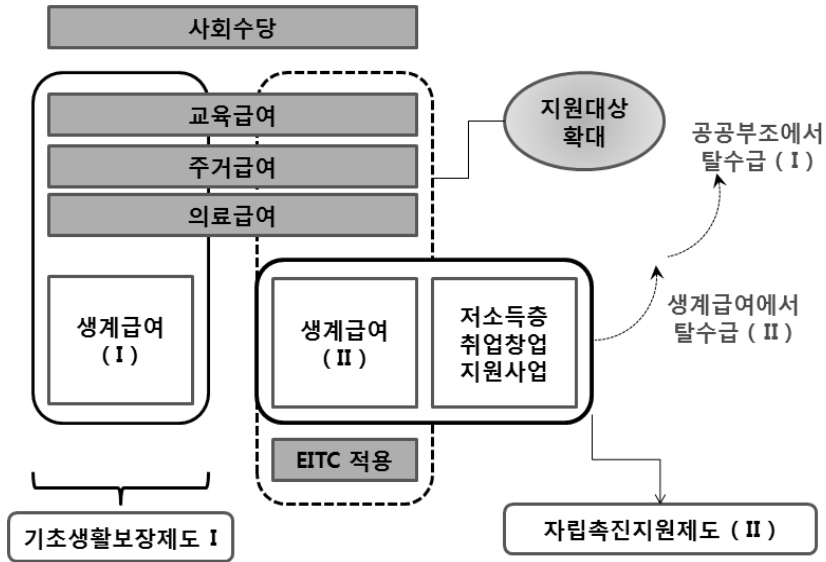 사회수당
교육급여
주거급여
의료급여
지원대상
확대
공공부조에서
탈수급 ( I )
생계급여
( I )
생계급여
( II )
저소득층
취업창업
지원사업
생계급여에서
탈수급 ( II )
EITC 적용
기초생활보장제도 I
자립촉진지원제도 ( II )